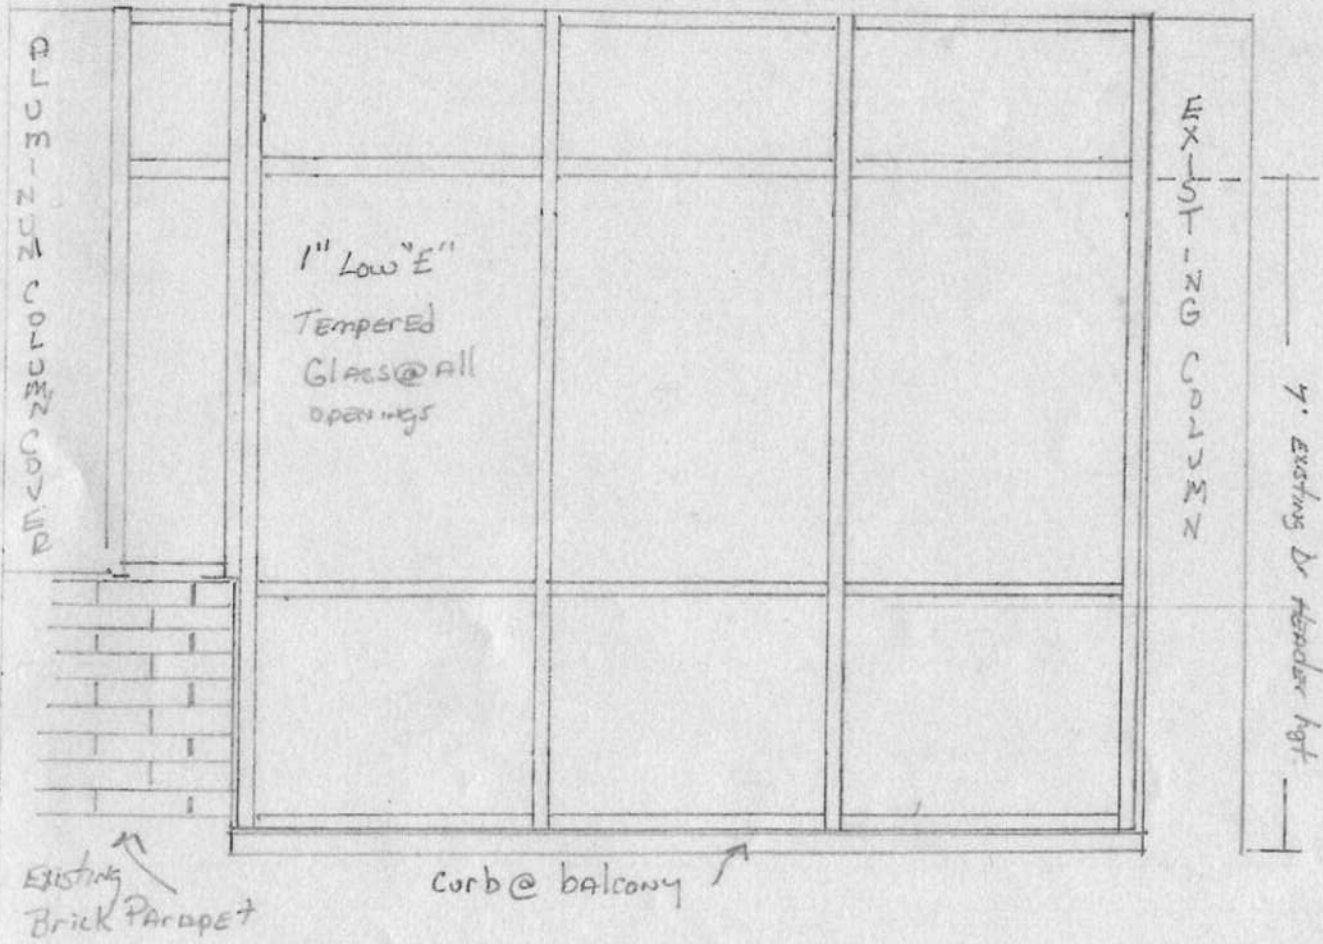 ALUMINUM COLUMN COVER
1" Low "E"
Tempered
Glass@All
openings
EXISTING COLUMN
7' Existing Dr Header hgt.
Existing
Brick Parapet
Curb @ balcony